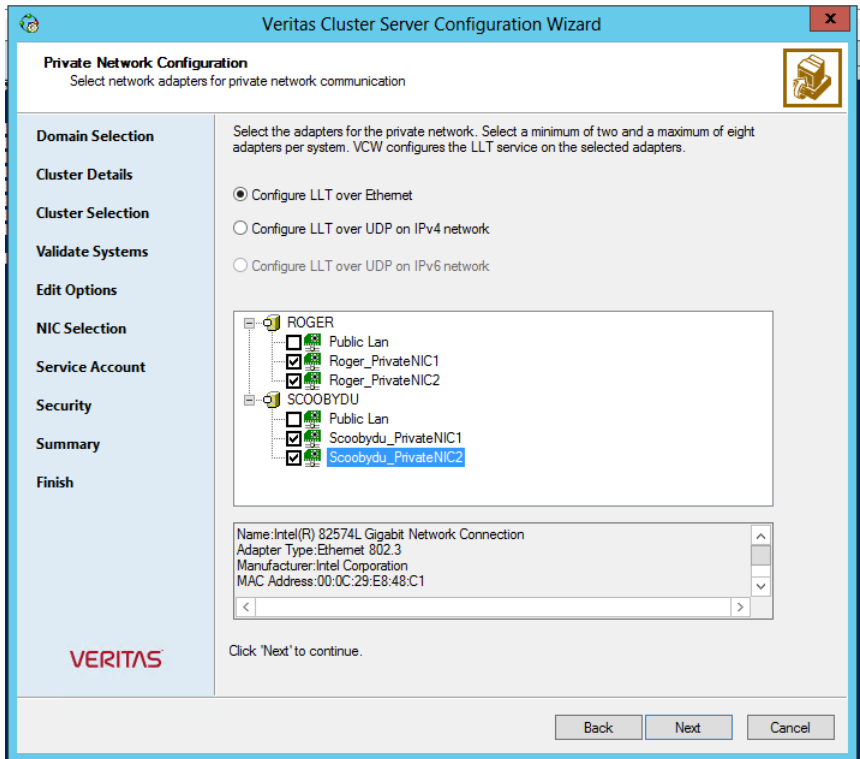 Veritas Cluster Server Configuration Wizard
x
Private Network Configuration
Select network adapters for private network communication
Domain Selection
Cluster Details
Cluster Selection
Validate Systems
Edit Options
NIC Selection
Service Account
Security
Summary
Finish
VERITAS
Select the adapters for the private network. Select a minimum of two and a maximum of eight
adapters per system. VCW configures the LLT service on the selected adapters.
Configure LLT over Ethernet
Configure LLT over UDP on IPv4 network
Configure LLT over UDP on IPv6 network
ROGER
Public Lan
Roger_PrivateNIC1
Roger_PrivateNIC2
SCOOBYDU
Public Lan
Scoobydu_PrivateNIC1
Scoobydu_PrivateNIC2
Name:Intel(R) 82574L Gigabit Network Connection
Adapter Type:Ethernet 802.3
Manufacturer:Intel Corporation
MAC Address:00:0C:29:E8:48:C1
Click 'Next' to continue.
Back
Next
Cancel